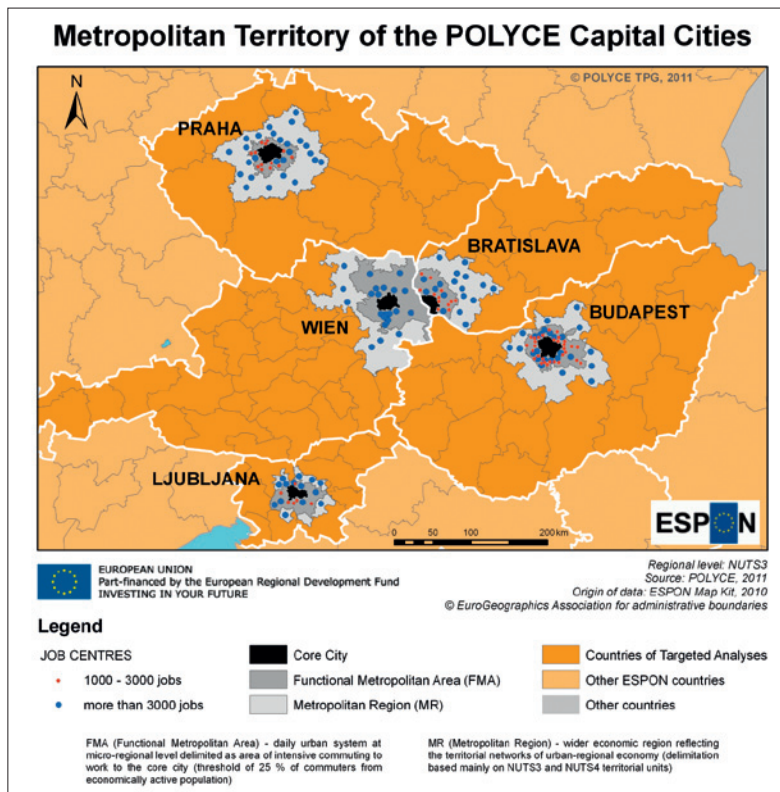 Metropolitan Territory of the POLYCE Capital Cities
© POLYCE TPG, 2011
N
PRAHA
BRATISLAVA
BUDAPEST
WIEN
LJUBLJANA
ESPON
0 50 100 200 km
EUROPEAN UNION
Part-financed by the European Regional Development Fund
INVESTING IN YOUR FUTURE
Regional level: NUTS3
Source: POLYCE, 2011
Origin of data: ESPON Map Kit, 2010
© EuroGeographics Association for administrative boundaries
Legend
JOB CENTRES
1000 - 3000 jobs
more than 3000 jobs
Core City
Functional Metropolitan Area (FMA)
Metropolitan Region (MR)
Countries of Targeted Analyses
Other ESPON countries
Other countries
FMA (Functional Metropolitan Area) - daily urban system at
micro-regional level delimited as area of intensive commuting to
work to the core city (threshold of 25 % of commuters from
economically active population)
MR (Metropolitan Region) - wider economic region reflecting
the territorial networks of urban-regional economy (delimitation
based mainly on NUTS3 and NUTS4 territorial units)